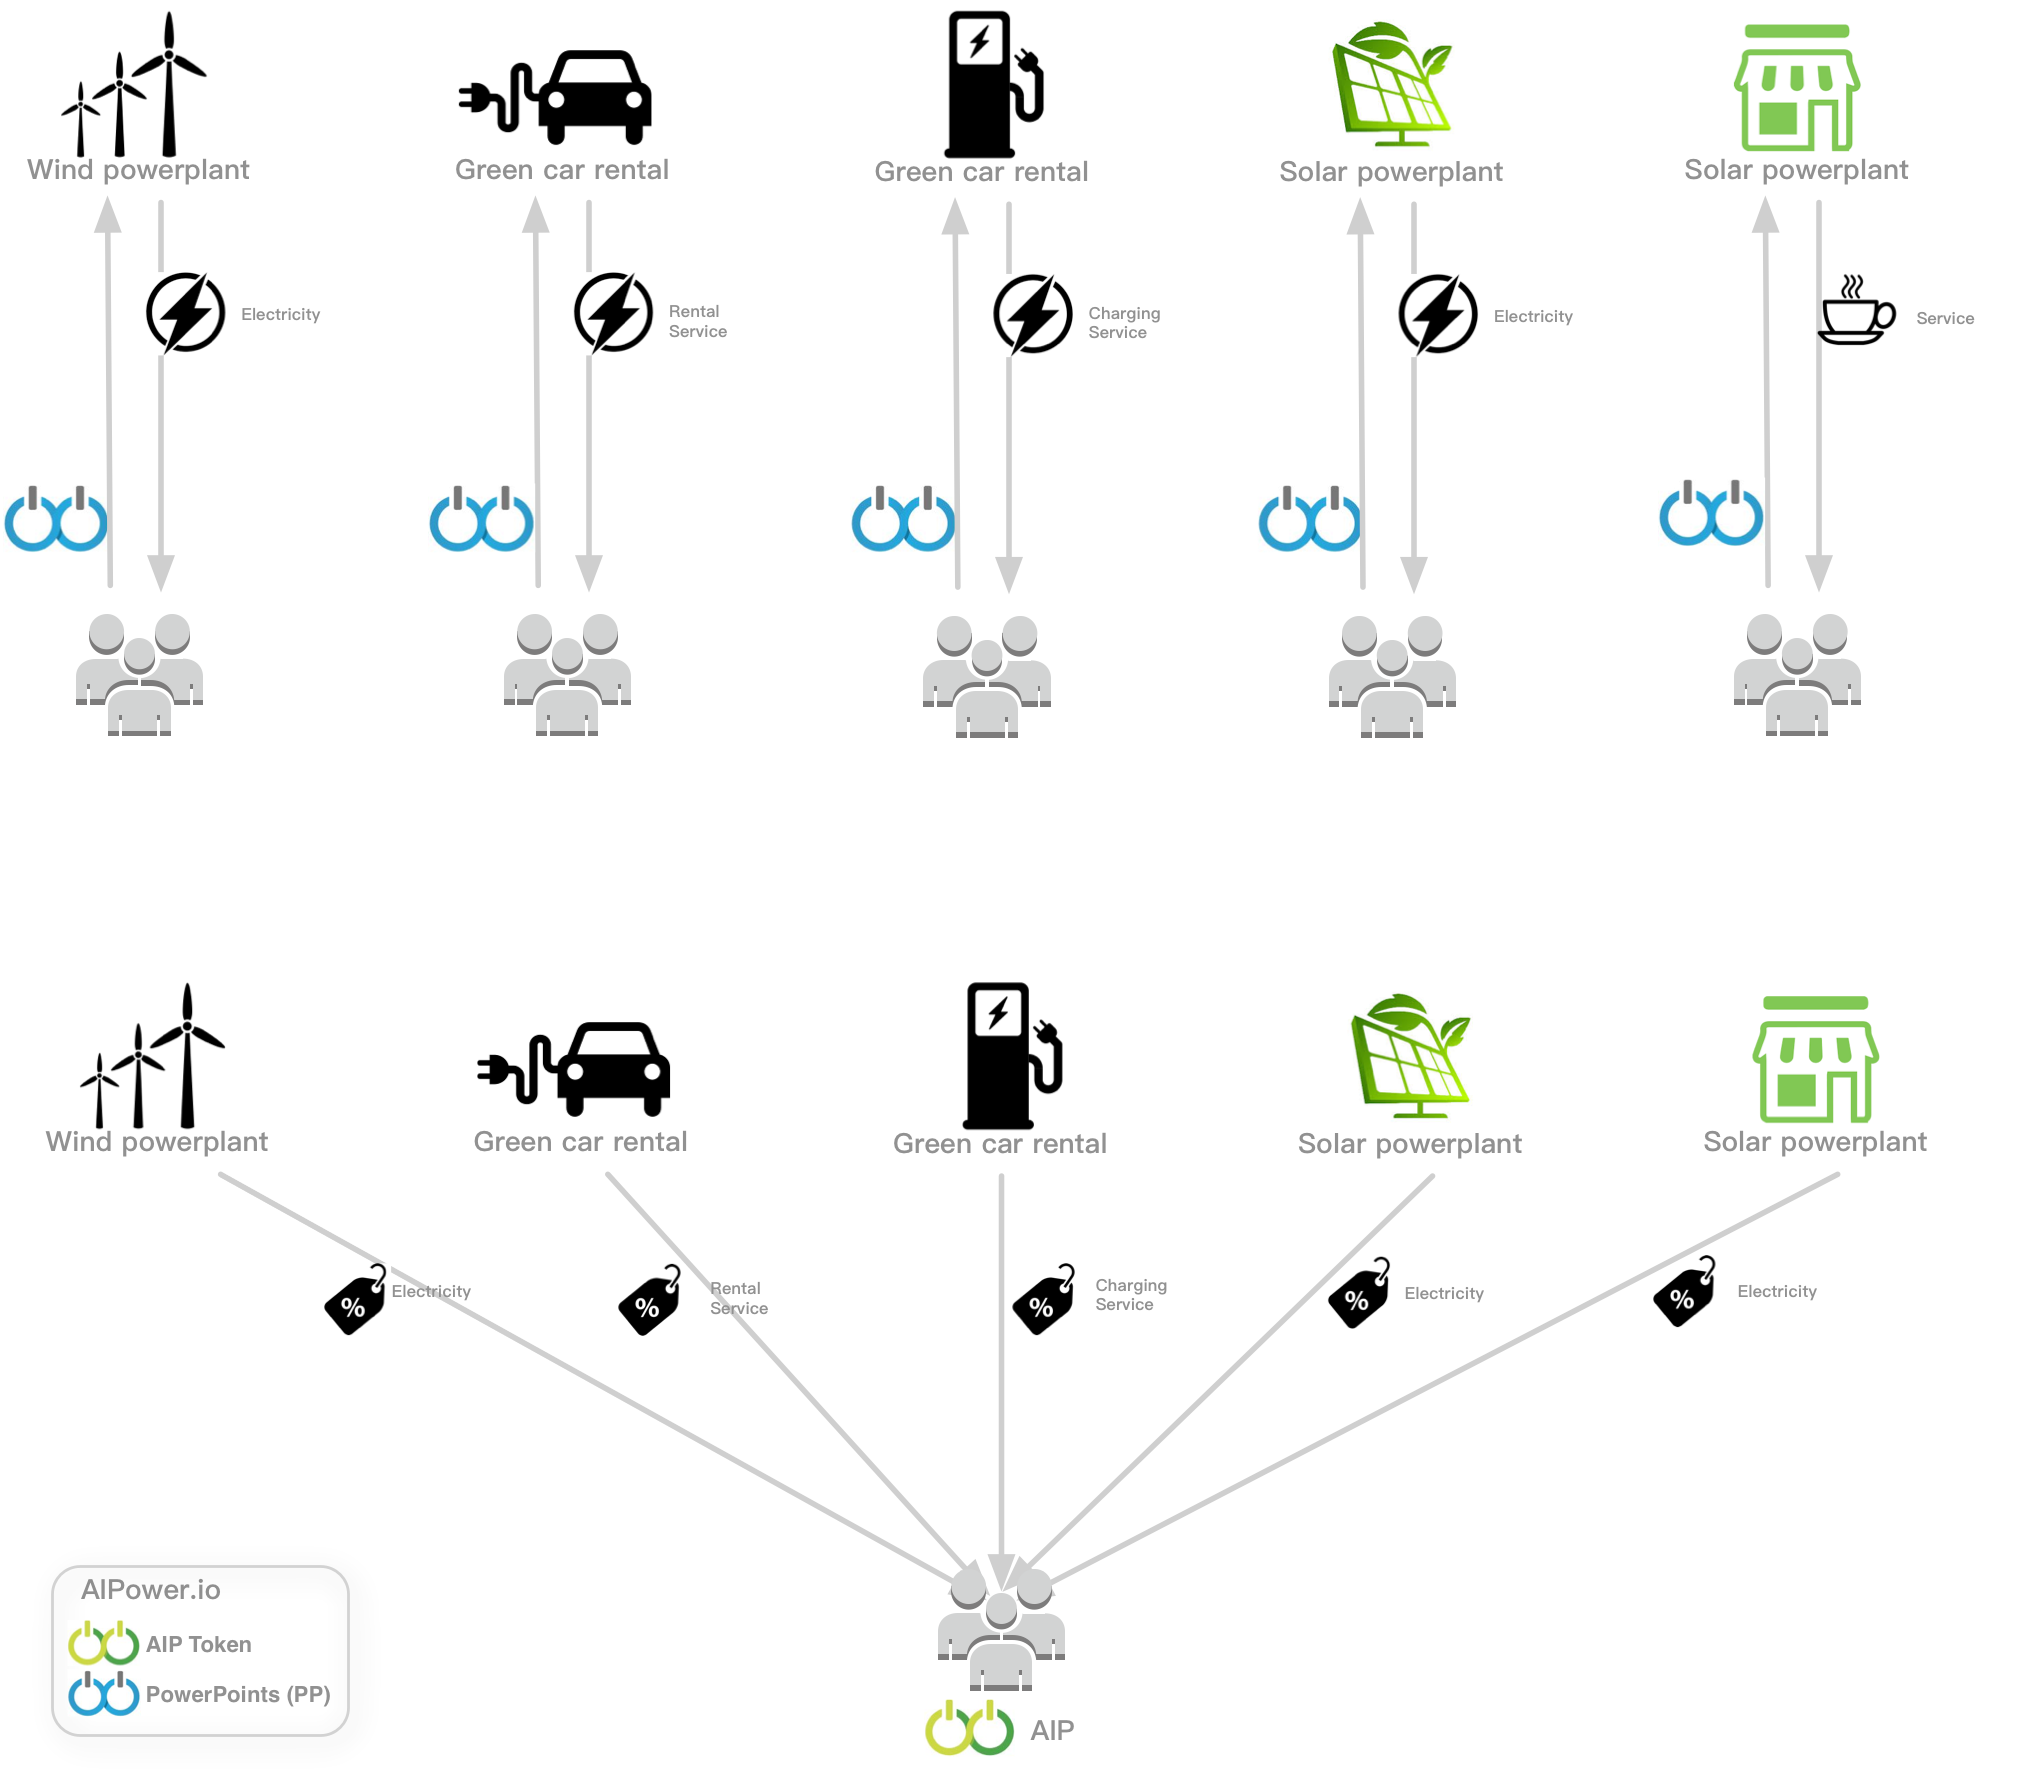 Wind powerplant
Green car rental
Green car rental
Solar powerplant
Solar powerplant
Electricity
Rental
Service
Charging
Service
Electricity
Service
Wind powerplant
Green car rental
Green car rental
Solar powerplant
Solar powerplant
%
Electricity
%
Rental
Service
%
Charging
Service
%
Electricity
%
Electricity
AIPower.io
AIP Token
PowerPoints (PP)
AIP